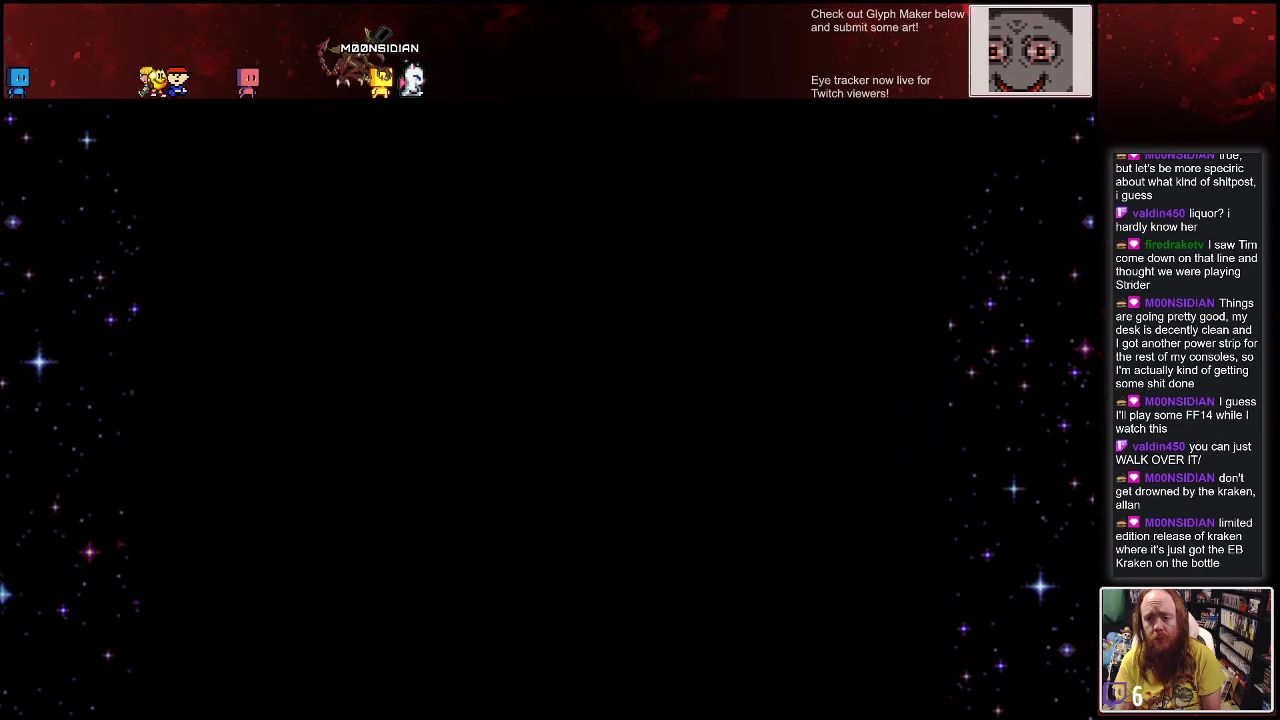 Check out Glyph Maker below
and submit some art!
M00NSIDIAN
Eye tracker now live for
Twitch viewers!
M00NSIDIAN true,
but let's be more speciric
about what kind of shitpost,
i guess
valdin450 liquor? i
hardly know her
firedraketv I saw Tim
come down on that line and
thought we were playing
Strider
M00NSIDIAN Things
are going pretty good, my
desk is decently clean and
I got another power strip for
the rest of my consoles, so
I'm actually kind of getting
some shit done
M00NSIDIAN I guess
I'll play some FF14 while I
watch this
valdin450 you can just
WALK OVER IT/
M00NSIDIAN don't
get drowned by the kraken,
allan
M00NSIDIAN limited
edition release of kraken
where it's just got the EB
Kraken on the bottle
6